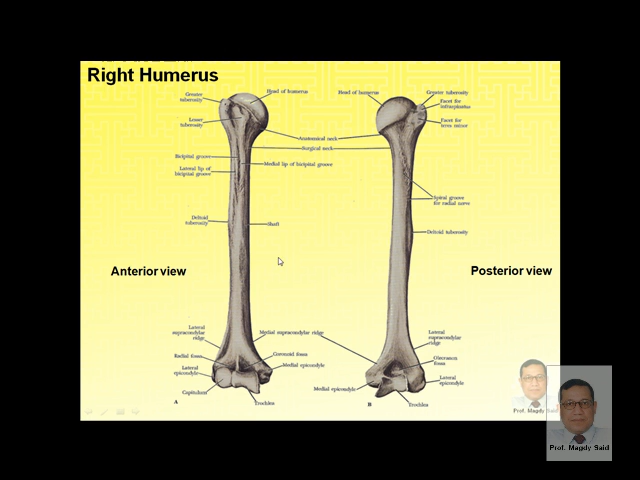 Right Humerus
Greater
tuberosity
Head of humerus
Lesser
tuberosity
Anatomical neck
Surgical neck
Bicipital groove
Medial lip of bicipital groove
Lateral lip of
bicipital groove
Deltoid
tuberosity
Shaft
Anterior view
Lateral
supracondylar
ridge
Medial supracondylar ridge
Radial fossa
Coronoid fossa
Lateral
epicondyle
Medial epicondyle
Capitulum
Trochlea
A
Head of humerus
Greater tuberosity
Facet for
infraspinatus
Facet for
teres minor
Spiral groove
for radial nerve
Deltoid tuberosity
Posterior view
Lateral
supracondylar
ridge
Olecranon
fossa
Medial epicondyle
Lateral
epicondyle
Trochlea
B
Prof. Magdy Said
Prof. Magdy Said